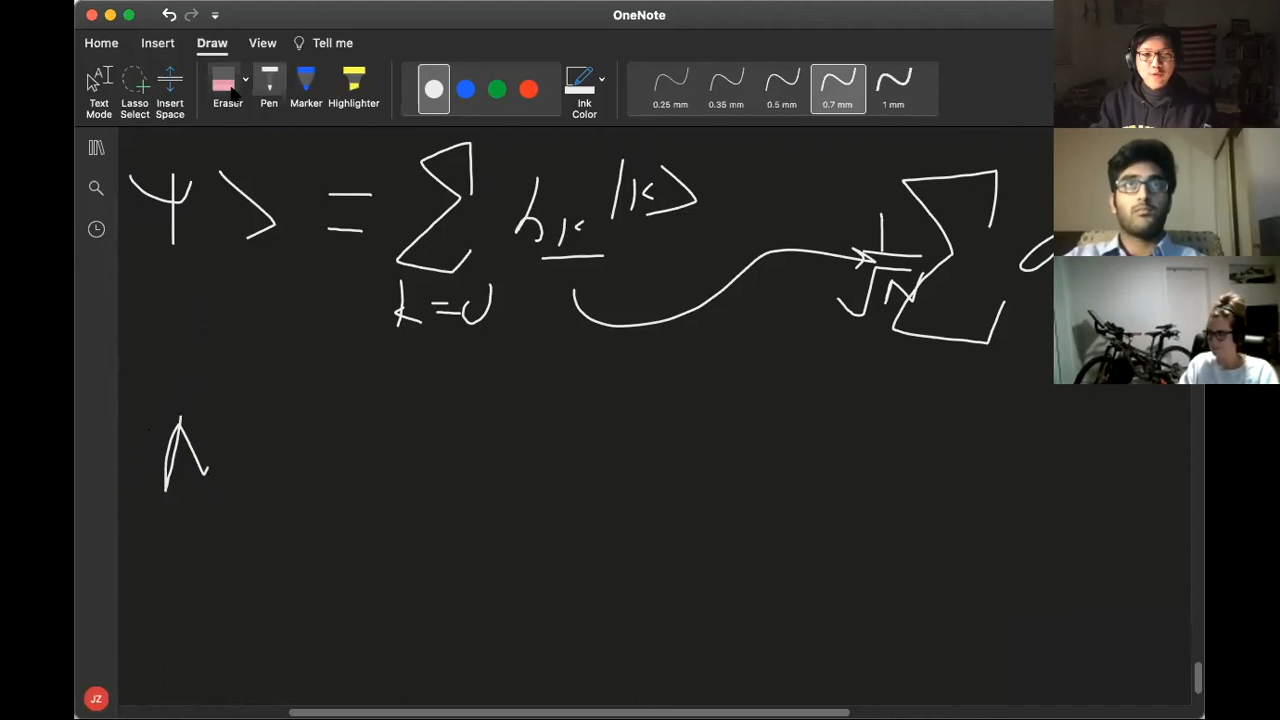 OneNote
Home Insert Draw View Tell me
Text Mode Lasso Select Insert Space Eraser Pen Marker Highlighter Ink Color 0.25 mm 0.35 mm 0.5 mm 0.7 mm 1 mm
Ψ > = Σ b_k |k> 1/√N Σ
k=0
JZ